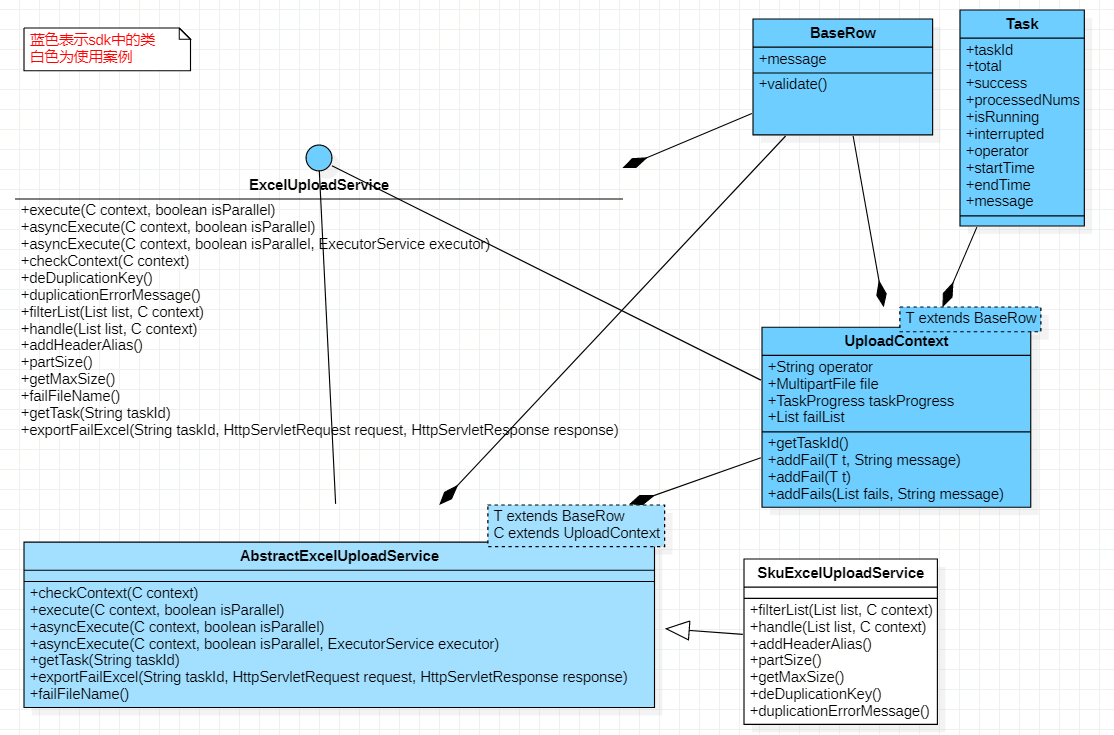 蓝色表示sdk中的类
白色为使用案例
BaseRow
+message
+validate()
Task
+taskId
+total
+success
+processedNums
+isRunning
+interrupted
+operator
+startTime
+endTime
+message
ExcelUploadService
+execute(C context, boolean isParallel)
+asyncExecute(C context, boolean isParallel)
+asyncExecute(C context, boolean isParallel, ExecutorService executor)
+checkContext(C context)
+deDuplicationKey()
+duplicationErrorMessage()
+filterList(List list, C context)
+handle(List list, C context)
+addHeaderAlias()
+partSize()
+getMaxSize()
+failFileName()
+getTask(String taskId)
+exportFailExcel(String taskId, HttpServletRequest request, HttpServletResponse response)
T extends BaseRow
UploadContext
+String operator
+MultipartFile file
+TaskProgress taskProgress
+List failList
+getTaskId()
+addFail(T t, String message)
+addFail(T t)
+addFails(List fails, String message)
T extends BaseRow
C extends UploadContext
AbstractExcelUploadService
+checkContext(C context)
+execute(C context, boolean isParallel)
+asyncExecute(C context, boolean isParallel)
+asyncExecute(C context, boolean isParallel, ExecutorService executor)
+getTask(String taskId)
+exportFailExcel(String taskId, HttpServletRequest request, HttpServletResponse response)
+failFileName()
SkuExcelUploadService
+filterList(List list, C context)
+handle(List list, C context)
+addHeaderAlias()
+partSize()
+getMaxSize()
+deDuplicationKey()
+duplicationErrorMessage()